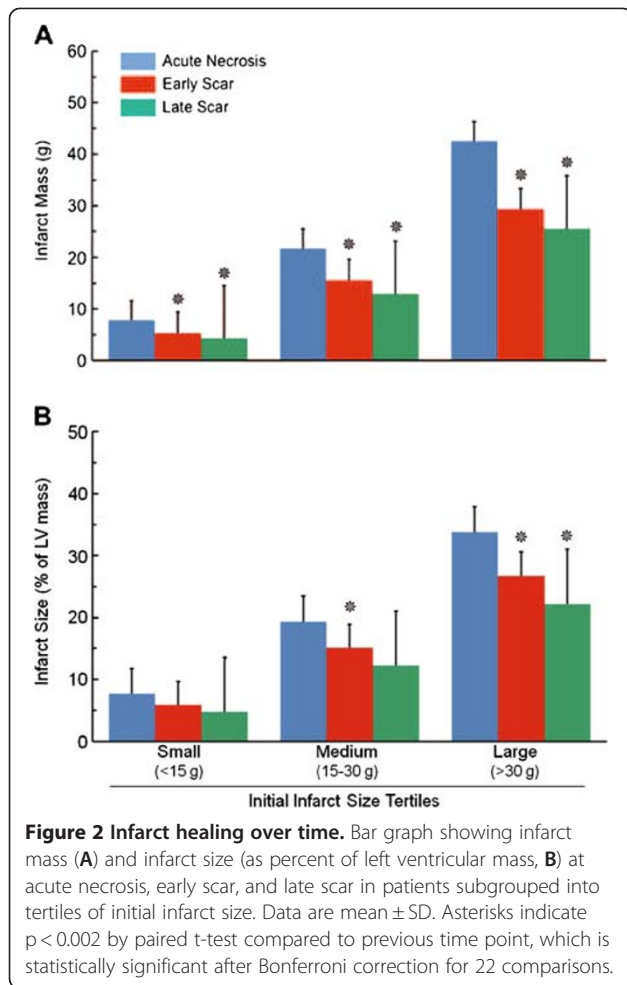 A
60
50
40
30
20
10
0
Infarct Mass (g)
Acute Necrosis
Early Scar
Late Scar
* * * * * *
B
50
40
30
20
10
0
Infarct Size (% of LV mass)
* * *
Small Medium Large
(<15 g) (15-30 g) (>30 g)
Initial Infarct Size Tertiles
Figure 2 Infarct healing over time. Bar graph showing infarct
mass (A) and infarct size (as percent of left ventricular mass, B) at
acute necrosis, early scar, and late scar in patients subgrouped into
tertiles of initial infarct size. Data are mean ± SD. Asterisks indicate
p < 0.002 by paired t-test compared to previous time point, which is
statistically significant after Bonferroni correction for 22 comparisons.